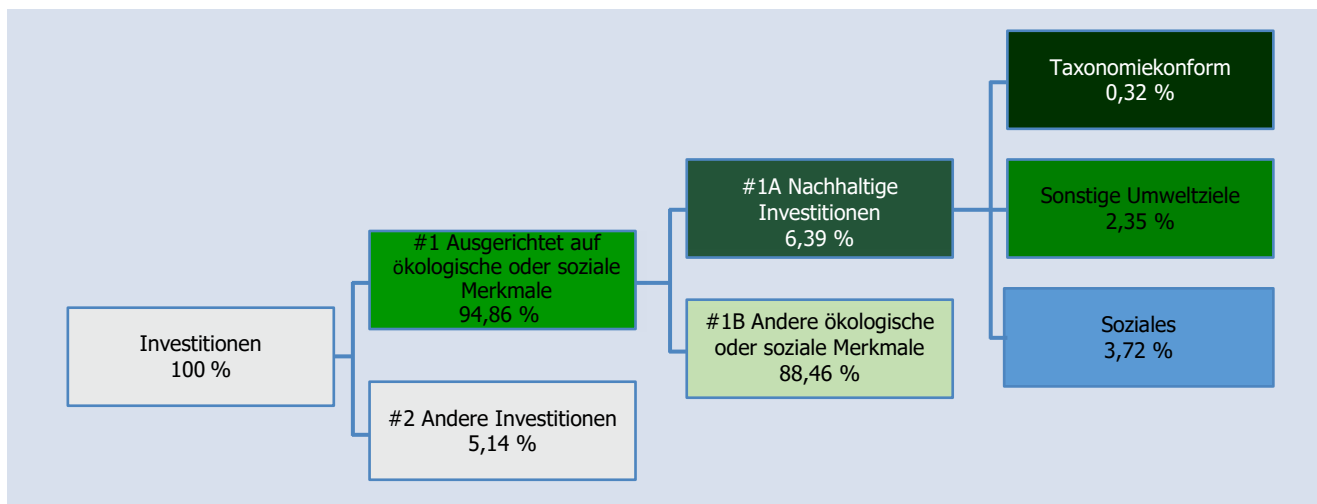 Investitionen
100 %
#1 Ausgerichtet auf
ökologische oder soziale
Merkmale
94,86 %
#2 Andere Investitionen
5,14 %
#1A Nachhaltige
Investitionen
6,39 %
#1B Andere ökologische
oder soziale Merkmale
88,46 %
Taxonomiekonform
0,32 %
Sonstige Umweltziele
2,35 %
Soziales
3,72 %